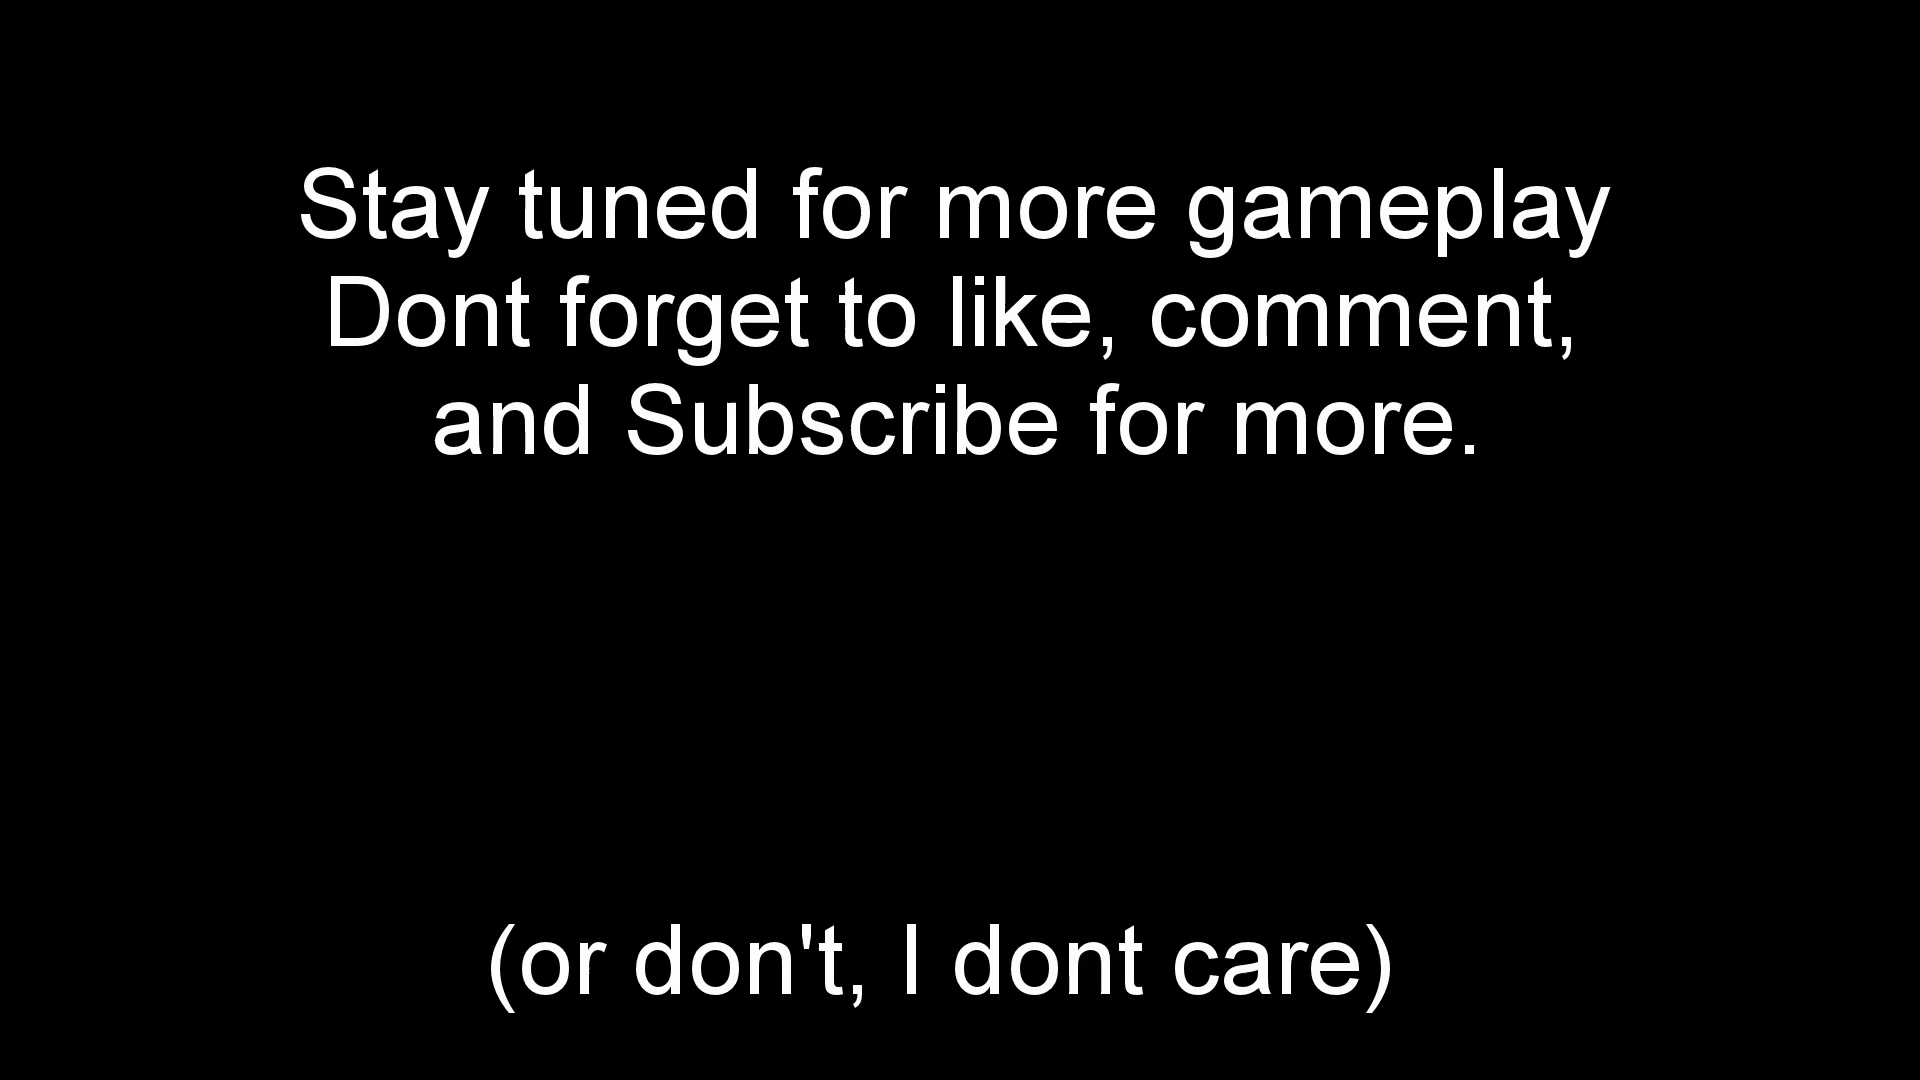 Stay tuned for more gameplay
Dont forget to like, comment,
and Subscribe for more.
(or don't, I dont care)